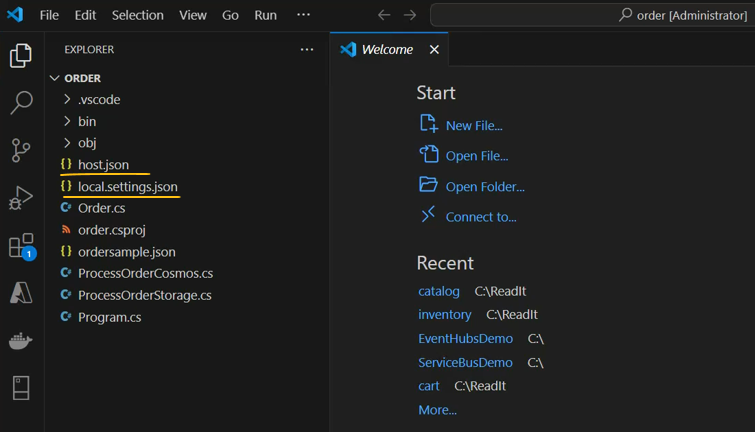 File Edit Selection View Go Run ··· order [Administrator]
EXPLORER ···
Welcome
ORDER
.vscode
bin
obj
{} host.json
{} local.settings.json
C# Order.cs
order.csproj
{} ordersample.json
C# ProcessOrderCosmos.cs
C# ProcessOrderStorage.cs
C# Program.cs
1
Start
New File...
Open File...
Open Folder...
Connect to...
Recent
catalog C:\ReadIt
inventory C:\ReadIt
EventHubsDemo C:\
ServiceBusDemo C:\
cart C:\ReadIt
More...